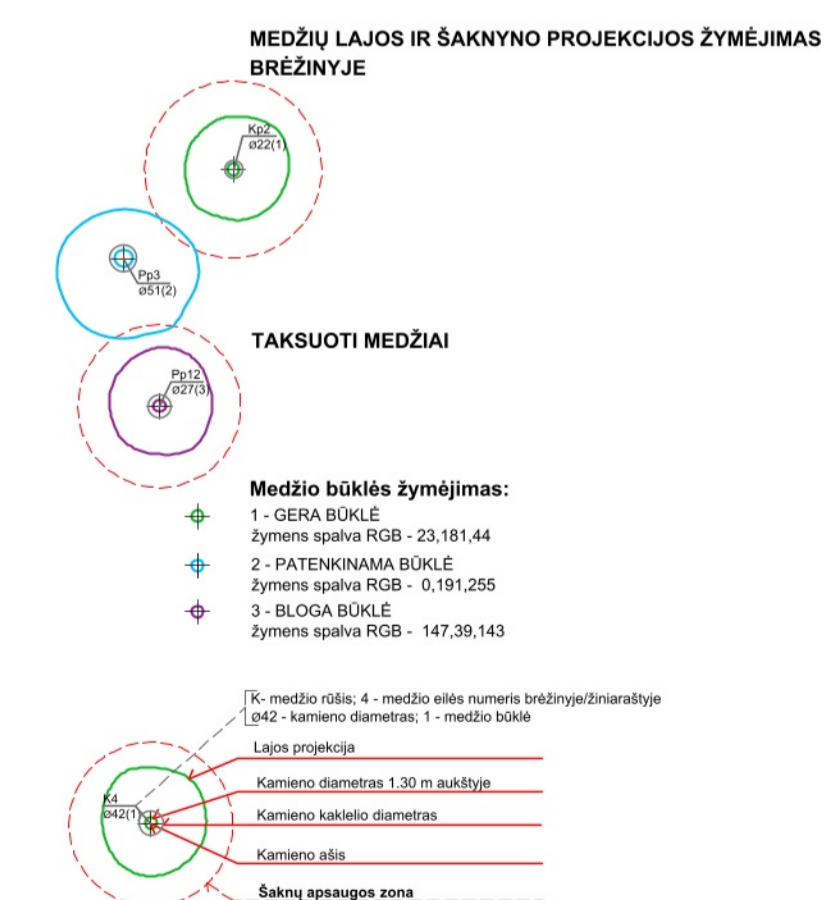 MEDŽIŲ LAJOS IR ŠAKNYNO PROJEKCIJOS ŽYMĖJIMAS
BRĖŽINYJE
Kp2
ø22(1)
Pp3
ø51(2)
TAKSUOTI MEDŽIAI
Pp12
ø27(3)
Medžio būklės žymėjimas:
1 - GERA BŪKLĖ
žymens spalva RGB - 23,181,44
2 - PATENKINAMA BŪKLĖ
žymens spalva RGB - 0,191,255
3 - BLOGA BŪKLĖ
žymens spalva RGB - 147,39,143
K- medžio rūšis; 4 - medžio eilės numeris brėžinyje/žiniaraštyje
ø42 - kamieno diametras; 1 - medžio būklė
Lajos projekcija
Kamieno diametras 1.30 m aukštyje
K4
ø42(1)
Kamieno kaklelio diametras
Kamieno ašis
Šaknų apsaugos zona